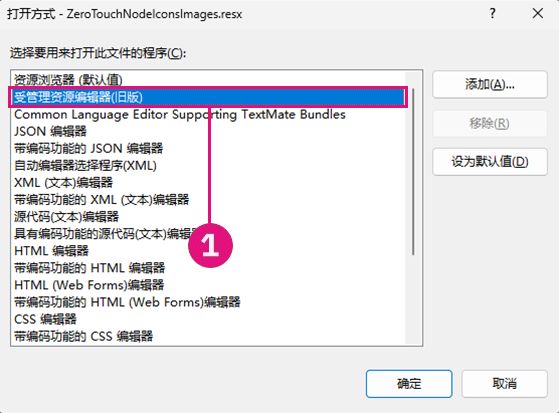 打开方式 - ZeroTouchNodeIconsImages.resx
? ×
选择要用来打开此文件的程序(C):
资源浏览器 (默认值)
受管理资源编辑器(旧版)
Common Language Editor Supporting TextMate Bundles
JSON 编辑器
带编码功能的 JSON 编辑器
自动编辑器选择程序(XML)
XML (文本)编辑器
带编码功能的 XML (文本)编辑器
源代码(文本)编辑器
具有编码功能的源代码(文本)编辑
1
HTML 编辑器
带编码功能的 HTML 编辑器
HTML (Web Forms)编辑器
带编码功能的 HTML (Web Forms)编辑器
CSS 编辑器
带编码功能的 CSS 编辑器
添加(A)...
移除(R)
设为默认值(D)
确定
取消